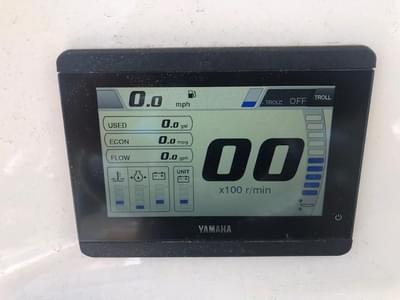 0.0 mph TROLL OFF TROLL
USED 0.0 gal
ECON 0.0 mpg
FLOW 0.0 gph
UNIT
00
x100 r/min
YAMAHA